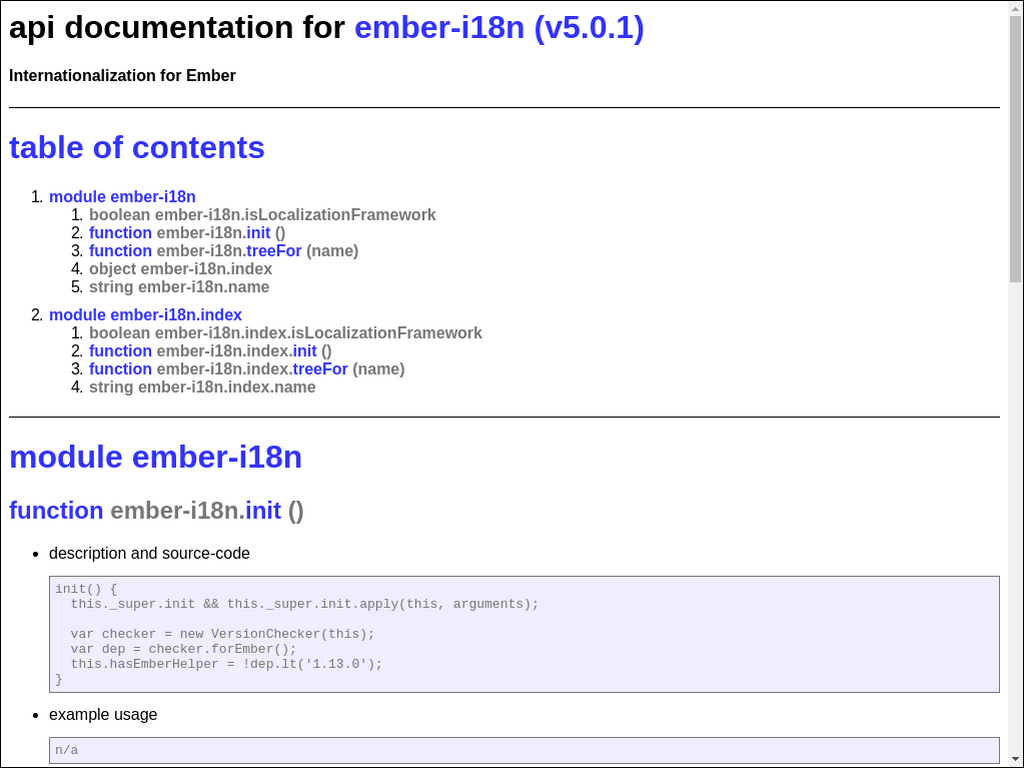 api documentation for ember-i18n (v5.0.1)
Internationalization for Ember
table of contents
1. module ember-i18n
1. boolean ember-i18n.isLocalizationFramework
2. function ember-i18n.init ()
3. function ember-i18n.treeFor (name)
4. object ember-i18n.index
5. string ember-i18n.name
2. module ember-i18n.index
1. boolean ember-i18n.index.isLocalizationFramework
2. function ember-i18n.index.init ()
3. function ember-i18n.index.treeFor (name)
4. string ember-i18n.index.name
module ember-i18n
function ember-i18n.init ()
• description and source-code
init() {
  this._super.init && this._super.init.apply(this, arguments);
  var checker = new VersionChecker(this);
  var dep = checker.forEmber();
  this.hasEmberHelper = !dep.lt('1.13.0');
}
• example usage
n/a